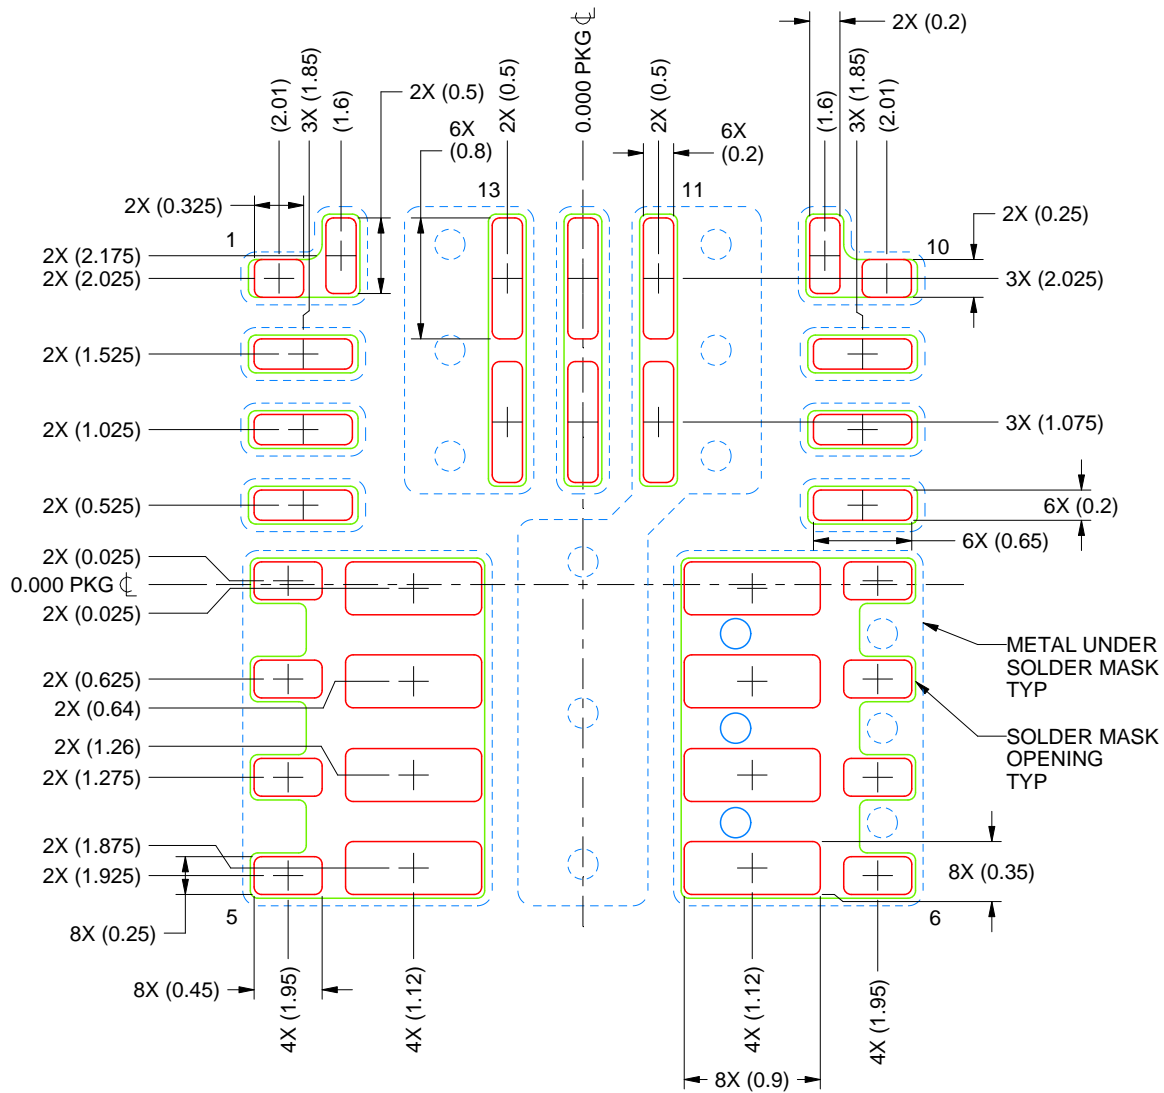 2X (0.2)
0.000 PKG ℄
(2.01)
3X (1.85)
(1.6)
2X (0.5)
2X (0.5)
6X
(0.8)
2X (0.5)
6X
(0.2)
(1.6)
3X (1.85)
(2.01)
13
11
2X (0.325)
2X (0.25)
1
10
2X (2.175)
2X (2.025)
3X (2.025)
2X (1.525)
2X (1.025)
3X (1.075)
2X (0.525)
6X (0.2)
6X (0.65)
2X (0.025)
0.000 PKG ℄
2X (0.025)
METAL UNDER
SOLDER MASK
TYP
2X (0.625)
2X (0.64)
SOLDER MASK
OPENING
TYP
2X (1.26)
2X (1.275)
2X (1.875)
2X (1.925)
8X (0.35)
5
6
8X (0.25)
8X (0.45)
4X (1.95)
4X (1.12)
4X (1.12)
4X (1.95)
8X (0.9)